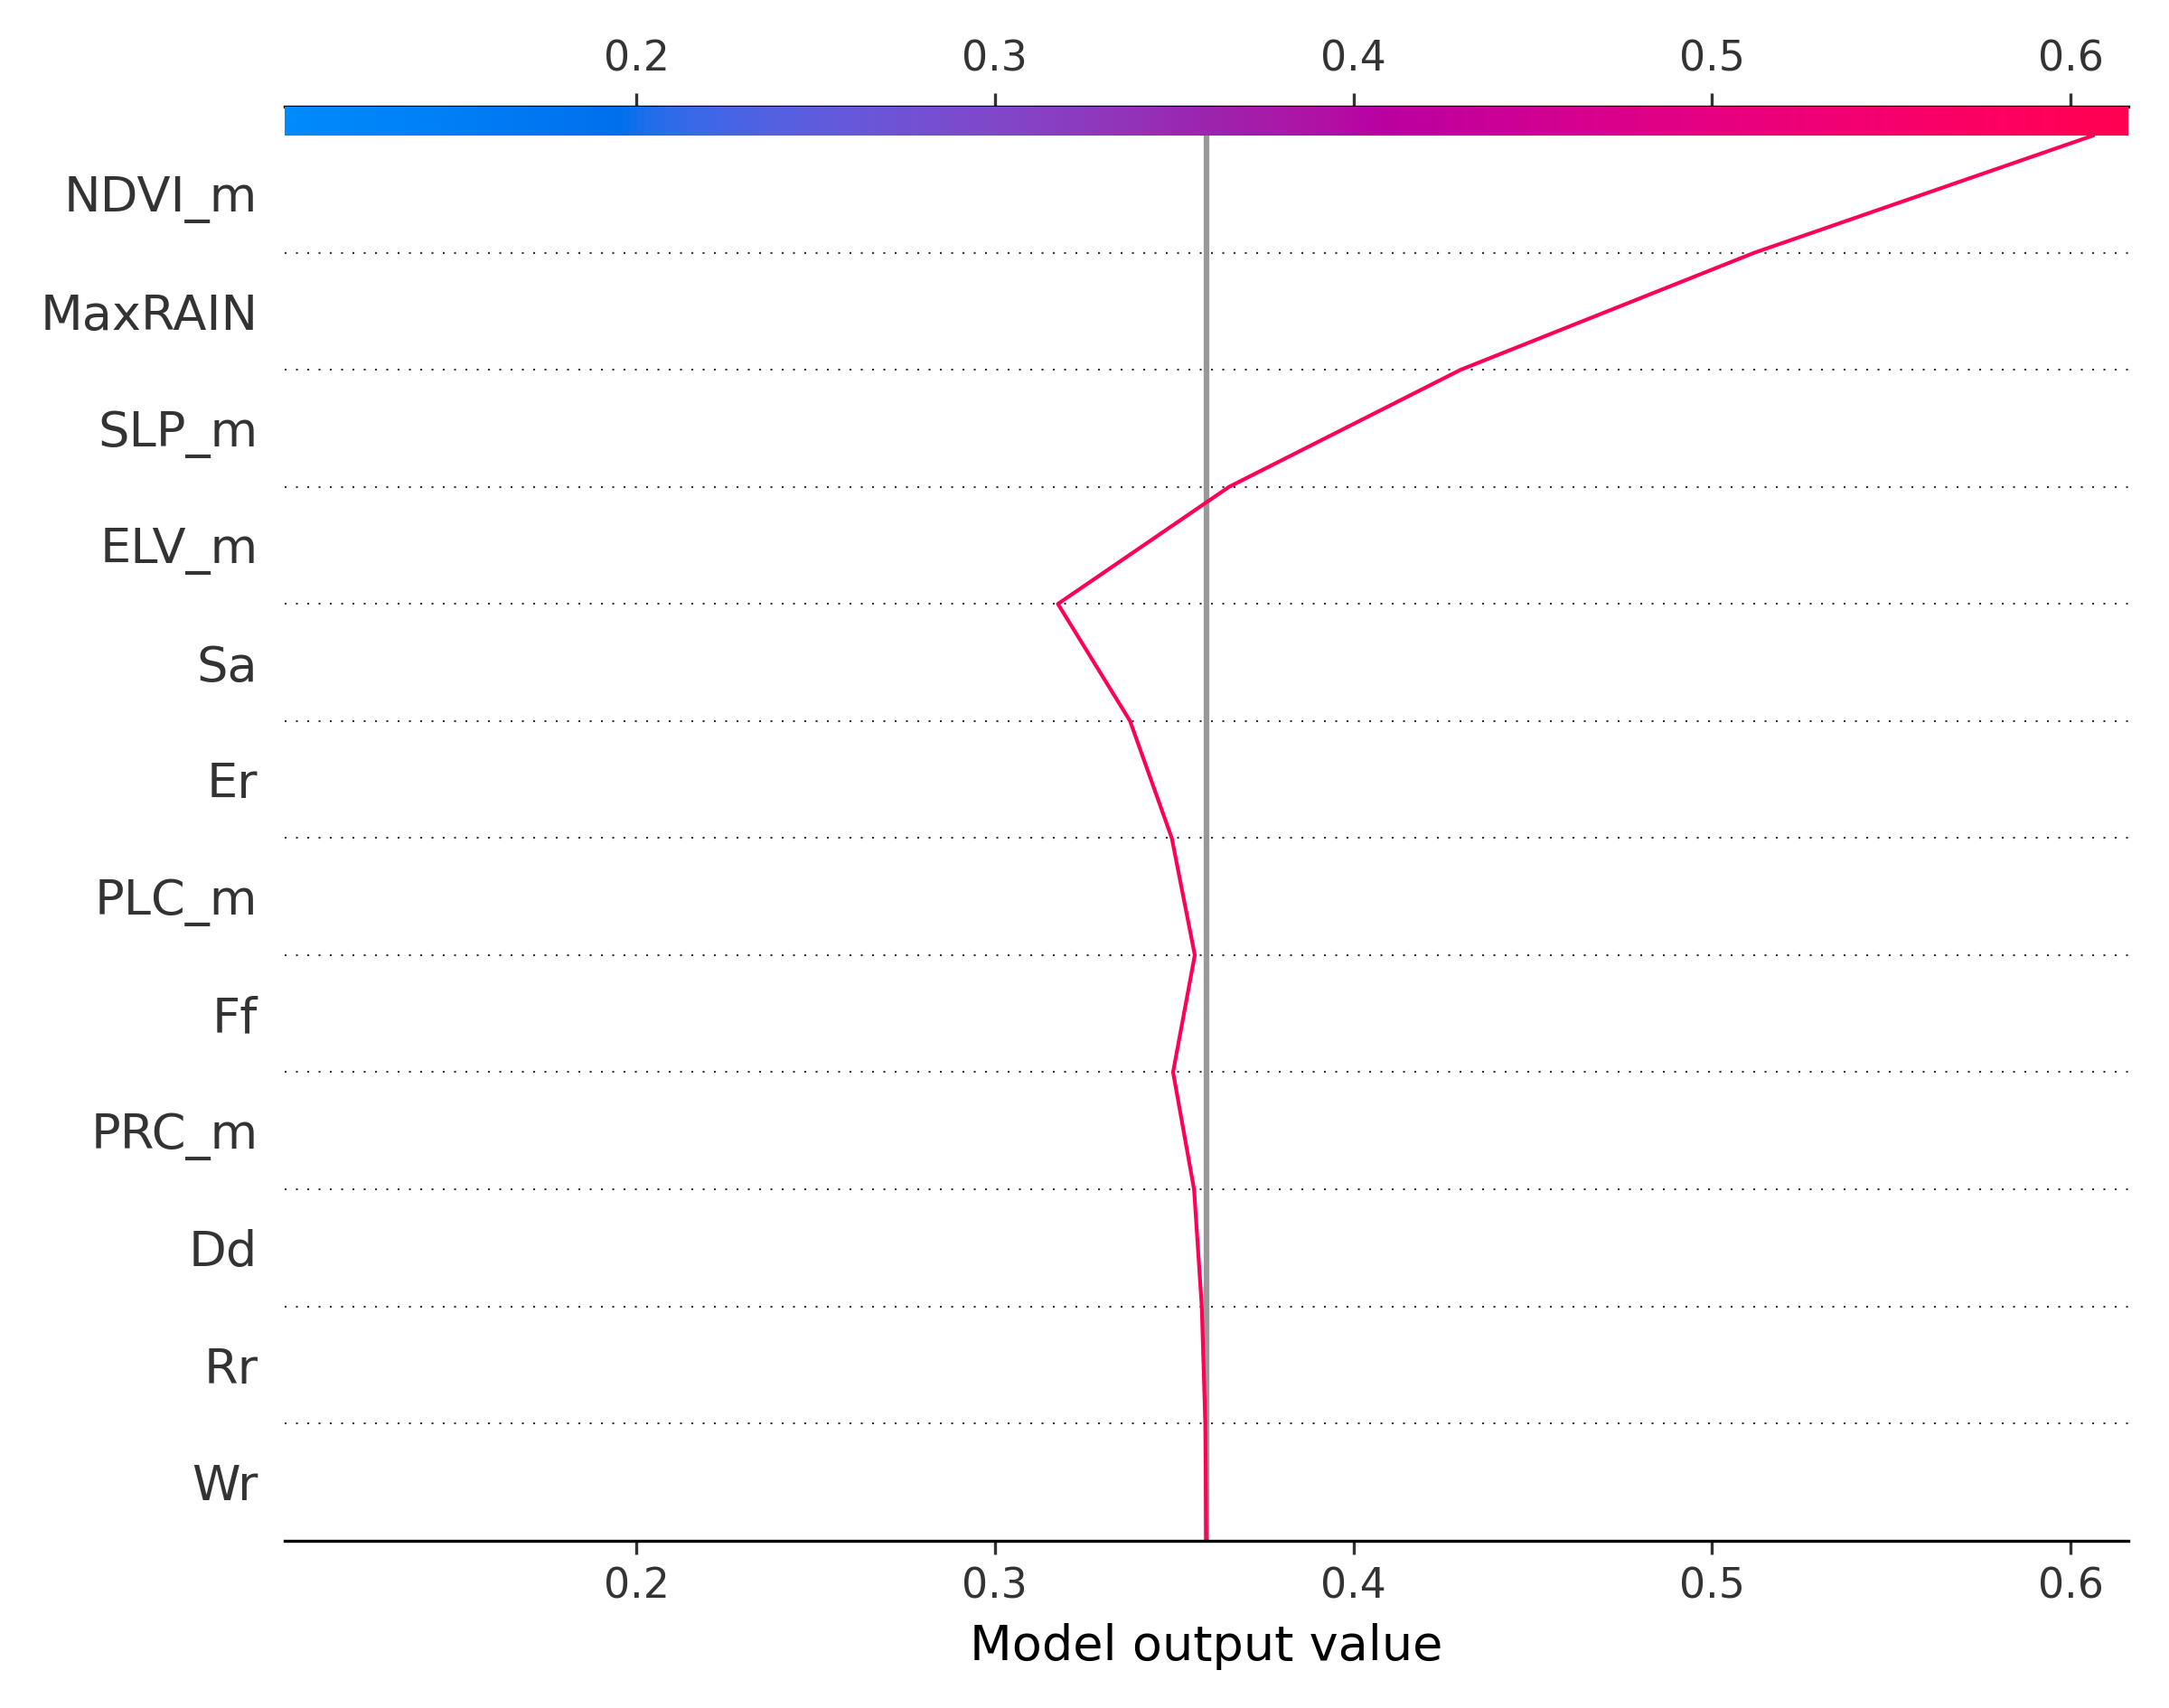 0.2 0.3 0.4 0.5 0.6
NDVI_m
MaxRAIN
SLP_m
ELV_m
Sa
Er
PLC_m
Ff
PRC_m
Dd
Rr
Wr
0.2 0.3 0.4 0.5 0.6
Model output value